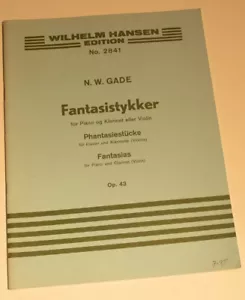 WILHELM HANSEN
EDITION
No. 2841
N. W. GADE
Fantasistykker
for Piano og Klarinet eller Violin
Phantasiestücke
für Klavier und Klarinette (Violine)
Fantasies
for Piano and Clarinet (Violin)
Op. 43